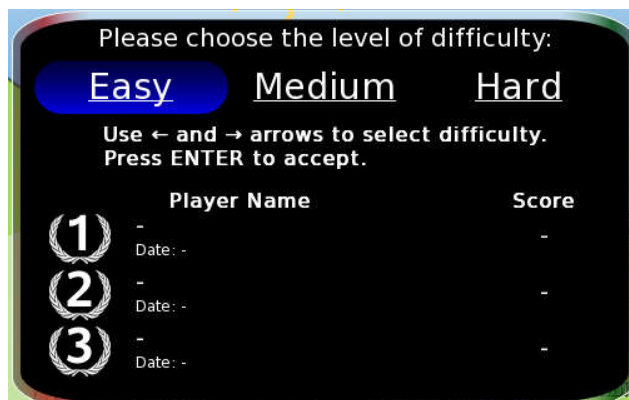 Please choose the level of difficulty:
Easy Medium Hard
Use ← and → arrows to select difficulty.
Press ENTER to accept.
Player Name Score
1 - -
Date: -
2 - -
Date: -
3 - -
Date: -